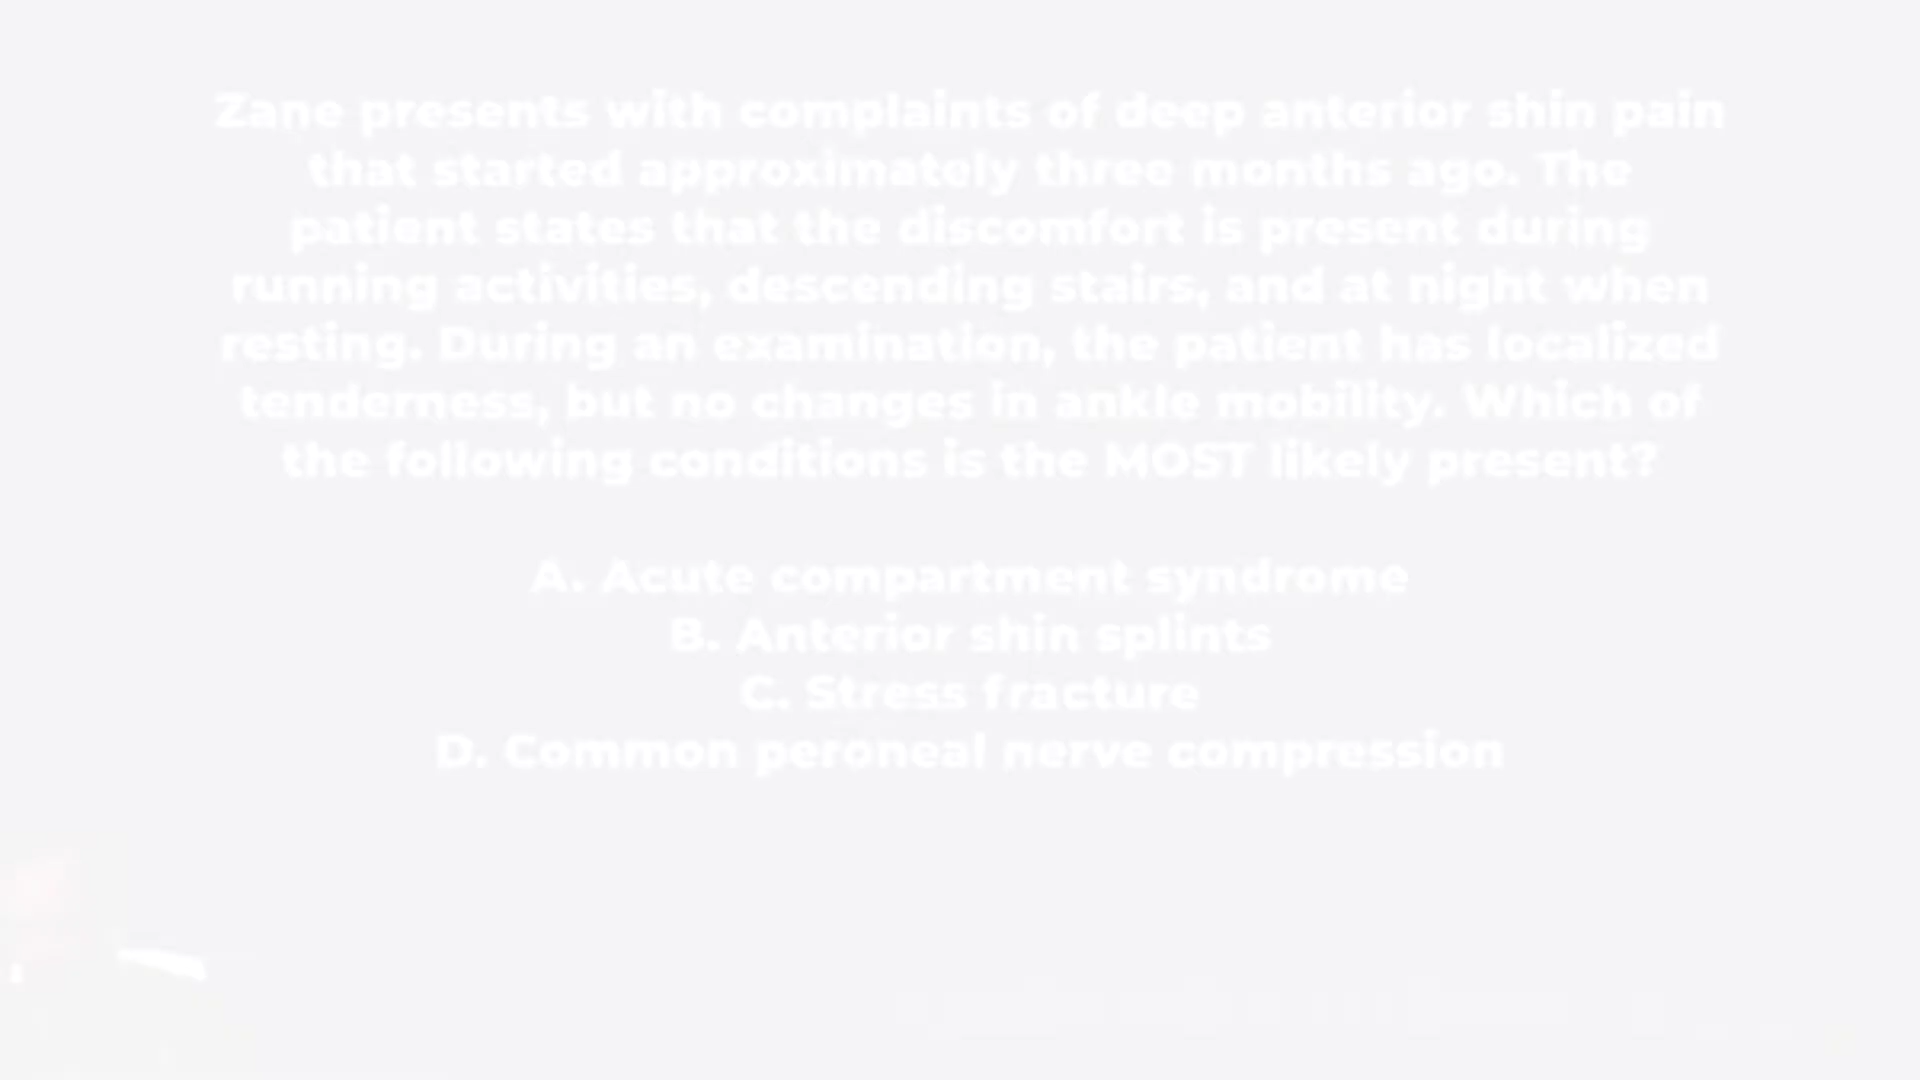 Zane presents with complaints of deep anterior shin pain
that started approximately three months ago. The
patient states that the discomfort is present during
running activities, descending stairs, and at night when
resting. During an examination, the patient has localized
tenderness, but no changes in ankle mobility. Which of
the following conditions is the MOST likely present?
A. Acute compartment syndrome
B. Anterior shin splints
C. Stress fracture
D. Common peroneal nerve compression